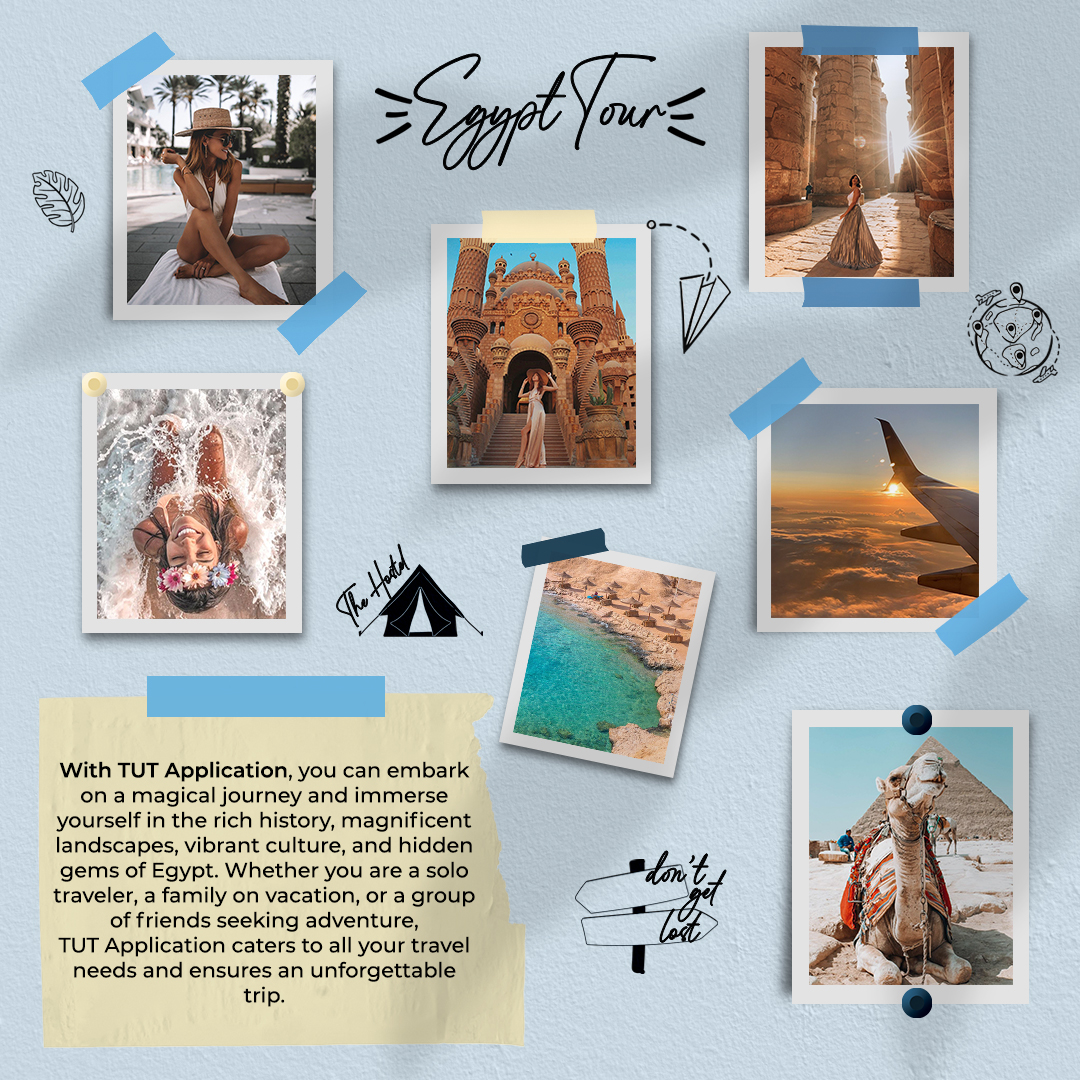 Egypt Tour
The Hostel
With TUT Application, you can embark
on a magical journey and immerse
yourself in the rich history, magnificent
landscapes, vibrant culture, and hidden
gems of Egypt. Whether you are a solo
traveler, a family on vacation, or a group
of friends seeking adventure,
TUT Application caters to all your travel
needs and ensures an unforgettable
trip.
don't
get
lost